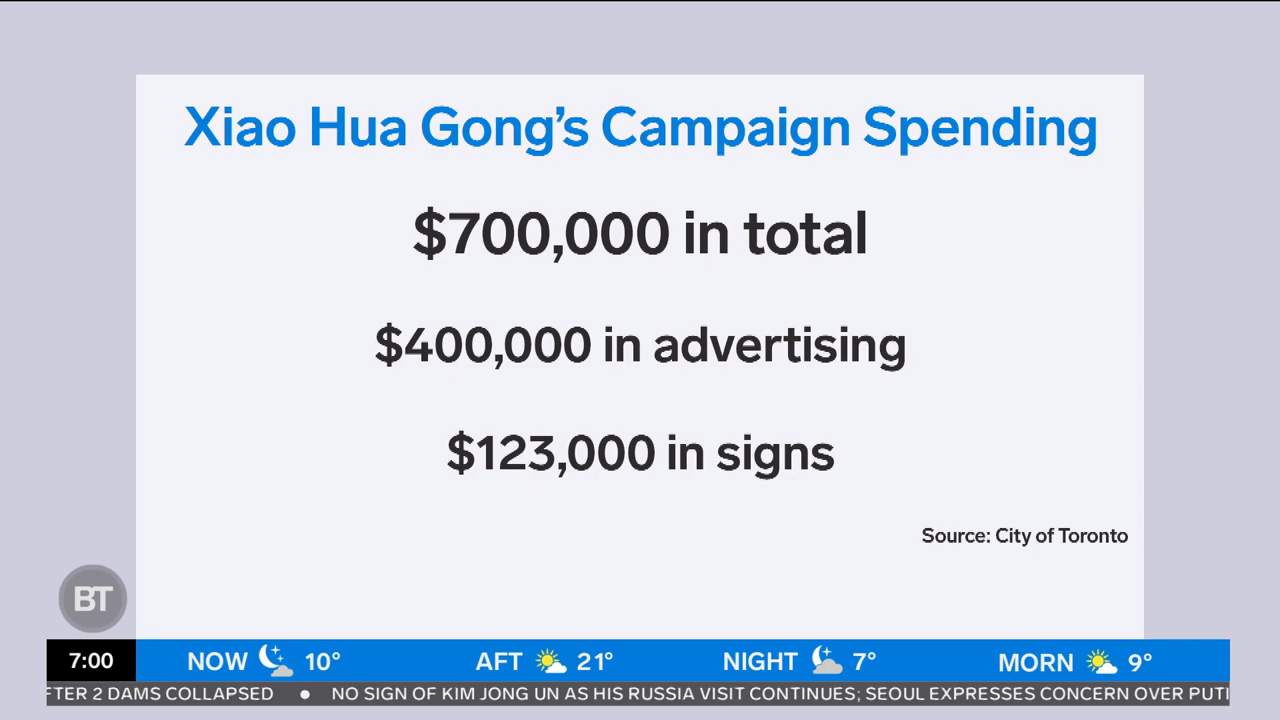 Xiao Hua Gong’s Campaign Spending
$700,000 in total
$400,000 in advertising
$123,000 in signs
Source: City of Toronto
BT
7:00 NOW 10° AFT 21° NIGHT 7° MORN 9°
FTER 2 DAMS COLLAPSED ● NO SIGN OF KIM JONG UN AS HIS RUSSIA VISIT CONTINUES; SEOUL EXPRESSES CONCERN OVER PUTI